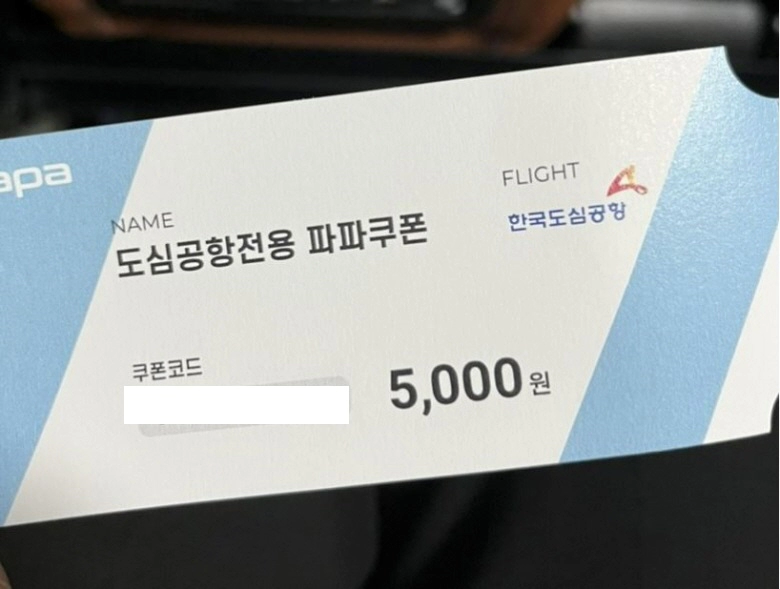 apa
NAME
도심공항전용 파파쿠폰
FLIGHT
한국도심공항
쿠폰코드
5,000원